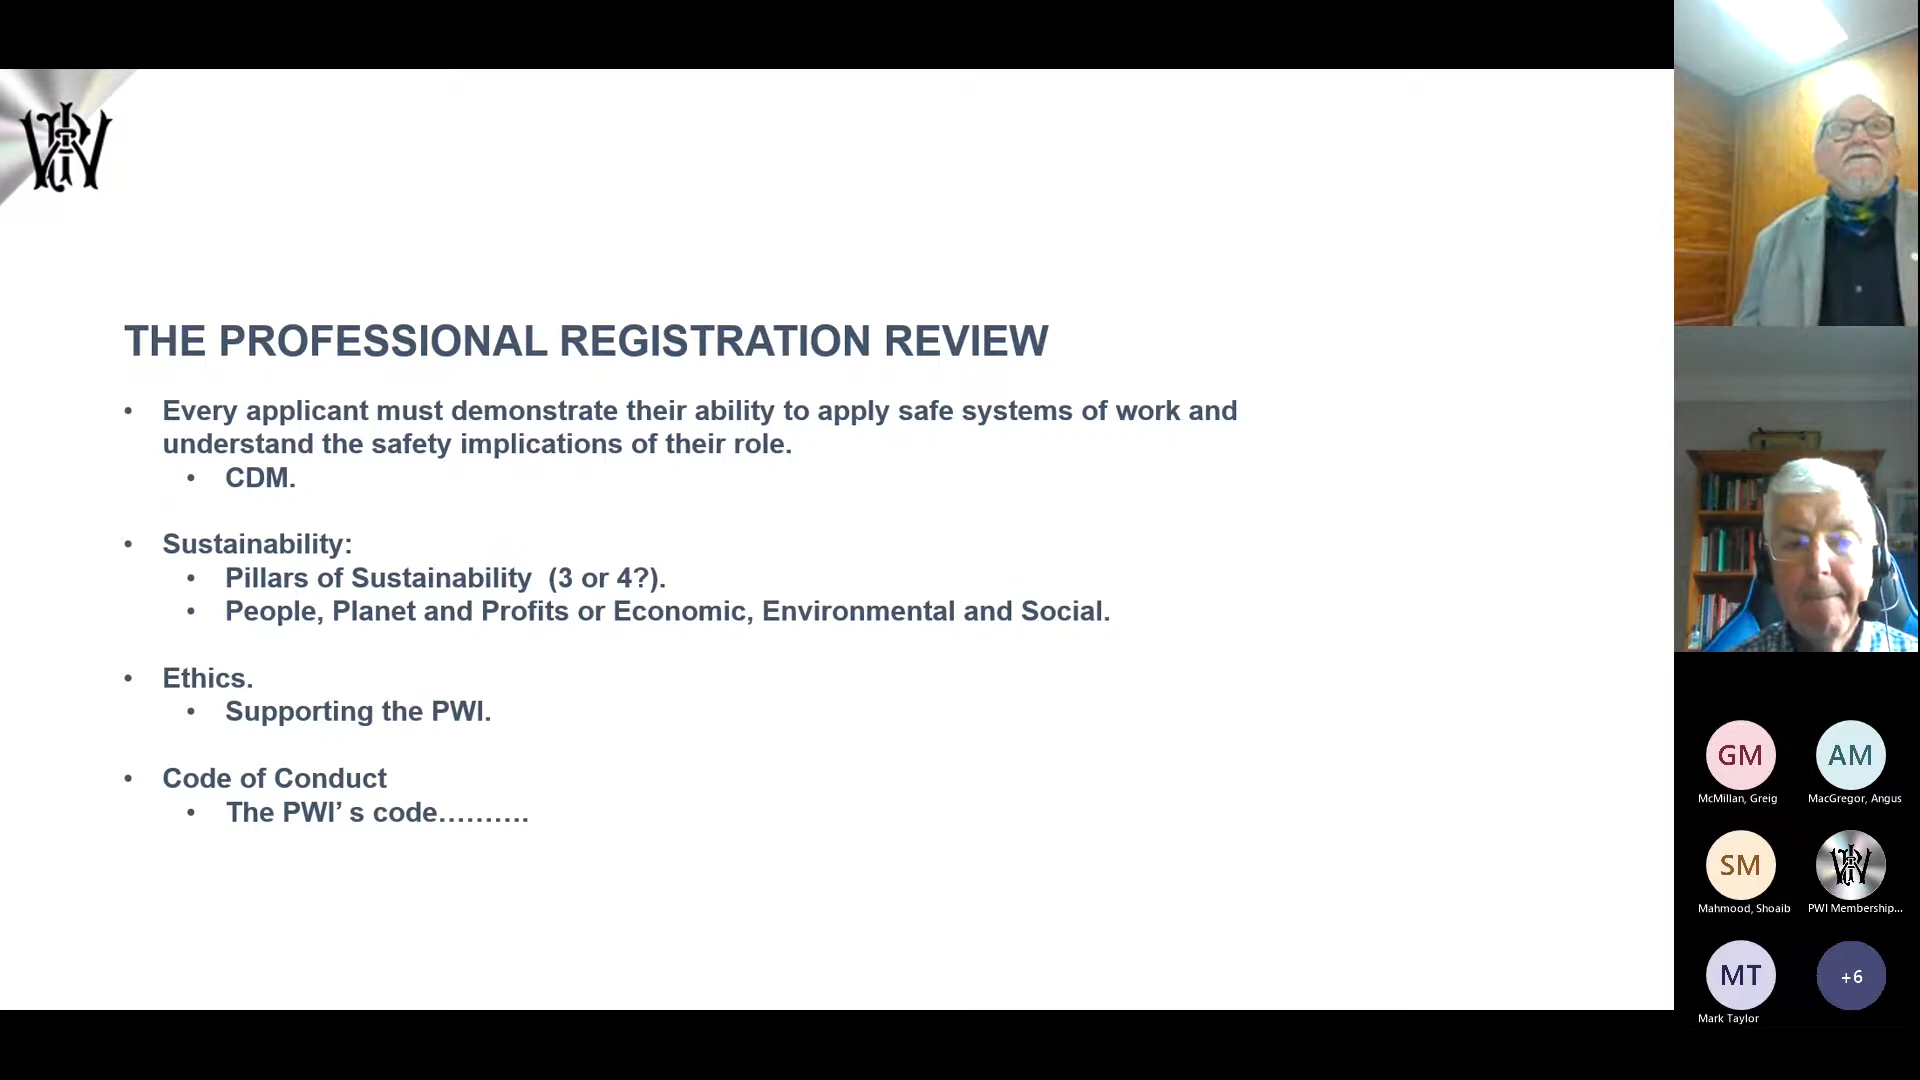 THE PROFESSIONAL REGISTRATION REVIEW
• Every applicant must demonstrate their ability to apply safe systems of work and
understand the safety implications of their role.
• CDM.
• Sustainability:
• Pillars of Sustainability (3 or 4?).
• People, Planet and Profits or Economic, Environmental and Social.
• Ethics.
• Supporting the PWI.
• Code of Conduct
• The PWI’ s code……….
GM
McMillan, Greig
AM
MacGregor, Angus
SM
Mahmood, Shoaib
PWI Membership...
MT
Mark Taylor
+6